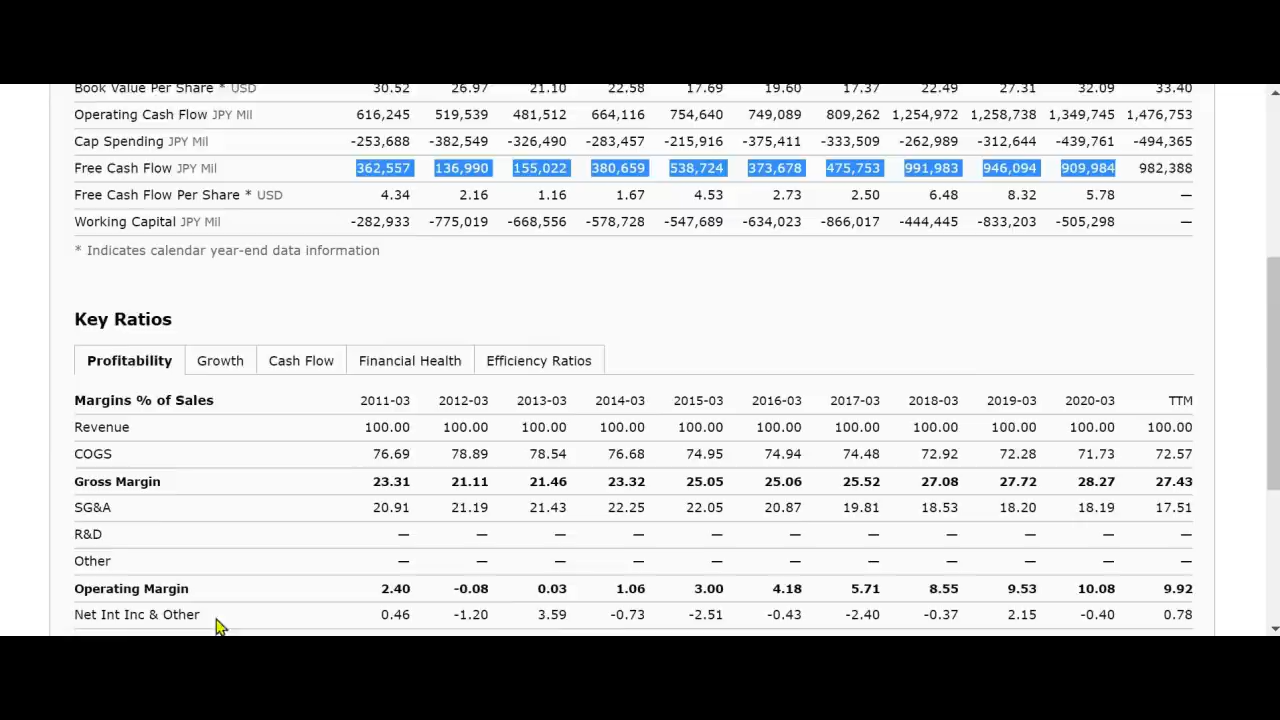 Book Value Per Share * USD 30.52 26.97 21.10 22.58 17.69 19.60 17.37 22.49 27.31 32.09 33.40
Operating Cash Flow JPY Mil 616,245 519,539 481,512 664,116 754,640 749,089 809,262 1,254,972 1,258,738 1,349,745 1,476,753
Cap Spending JPY Mil -253,688 -382,549 -326,490 -283,457 -215,916 -375,411 -333,509 -262,989 -312,644 -439,761 -494,365
Free Cash Flow JPY Mil 362,557 136,990 155,022 380,659 538,724 373,678 475,753 991,983 946,094 909,984 982,388
Free Cash Flow Per Share * USD 4.34 2.16 1.16 1.67 4.53 2.73 2.50 6.48 8.32 5.78 —
Working Capital JPY Mil -282,933 -775,019 -668,556 -578,728 -547,689 -634,023 -866,017 -444,445 -833,203 -505,298 —
* Indicates calendar year-end data information
Key Ratios
Profitability Growth Cash Flow Financial Health Efficiency Ratios
Margins % of Sales 2011-03 2012-03 2013-03 2014-03 2015-03 2016-03 2017-03 2018-03 2019-03 2020-03 TTM
Revenue 100.00 100.00 100.00 100.00 100.00 100.00 100.00 100.00 100.00 100.00 100.00
COGS 76.69 78.89 78.54 76.68 74.95 74.94 74.48 72.92 72.28 71.73 72.57
Gross Margin 23.31 21.11 21.46 23.32 25.05 25.06 25.52 27.08 27.72 28.27 27.43
SG&A 20.91 21.19 21.43 22.25 22.05 20.87 19.81 18.53 18.20 18.19 17.51
R&D — — — — — — — — — — —
Other — — — — — — — — — — —
Operating Margin 2.40 -0.08 0.03 1.06 3.00 4.18 5.71 8.55 9.53 10.08 9.92
Net Int Inc & Other 0.46 -1.20 3.59 -0.73 -2.51 -0.43 -2.40 -0.37 2.15 -0.40 0.78